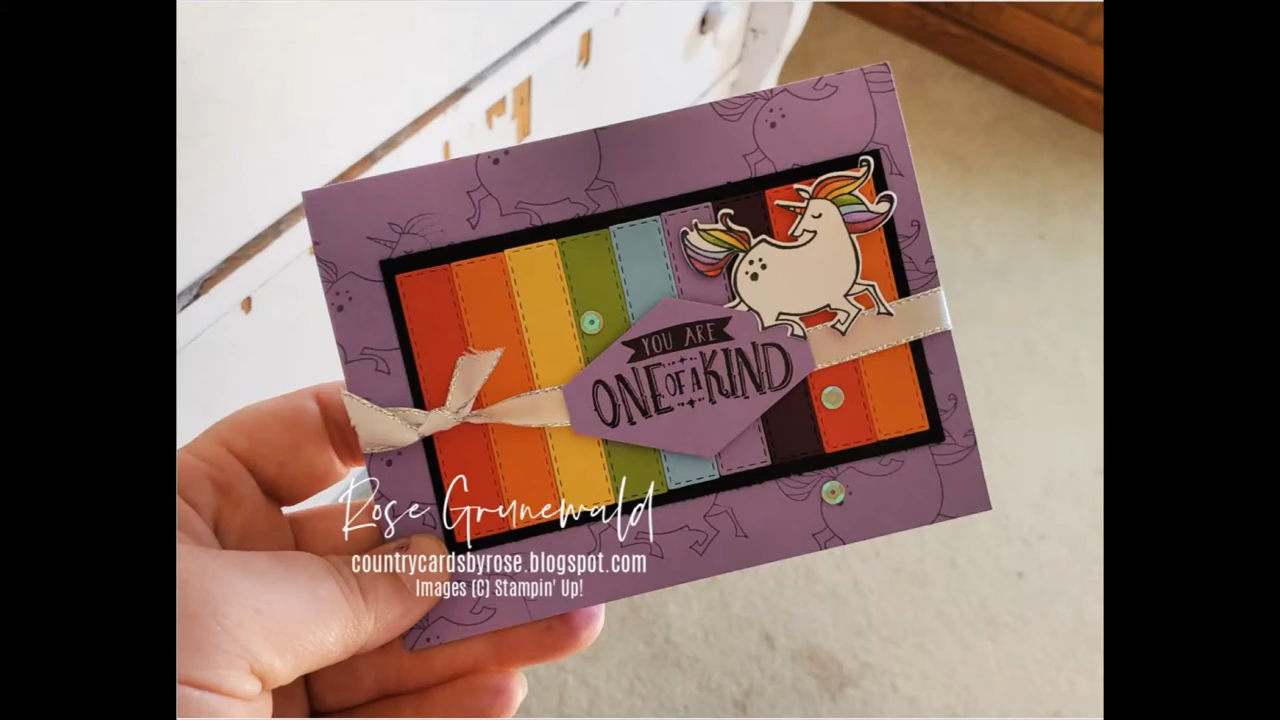 YOU ARE
ONE OF A KIND
Rose Grunewald
countrycardsbyrose.blogspot.com
Images (C) Stampin' Up!